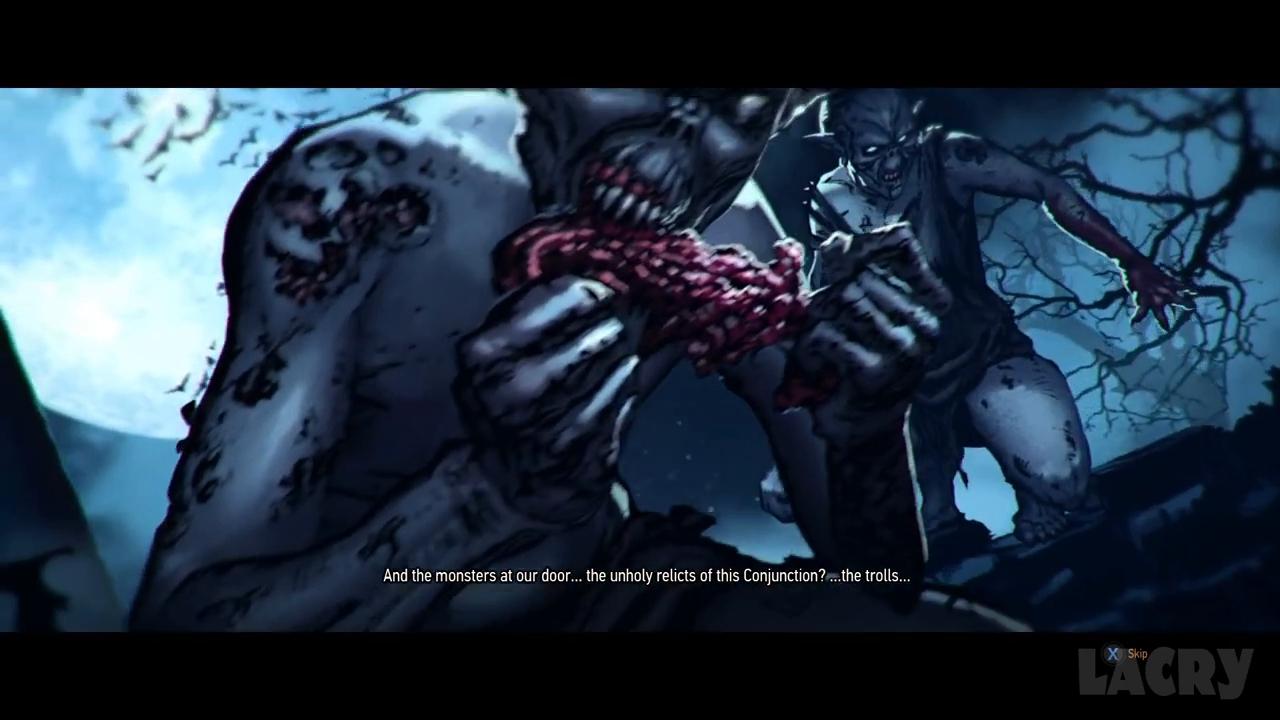 And the monsters at our door... the unholy relicts of this Conjunction? ...the trolls...
X Skip
LACRY